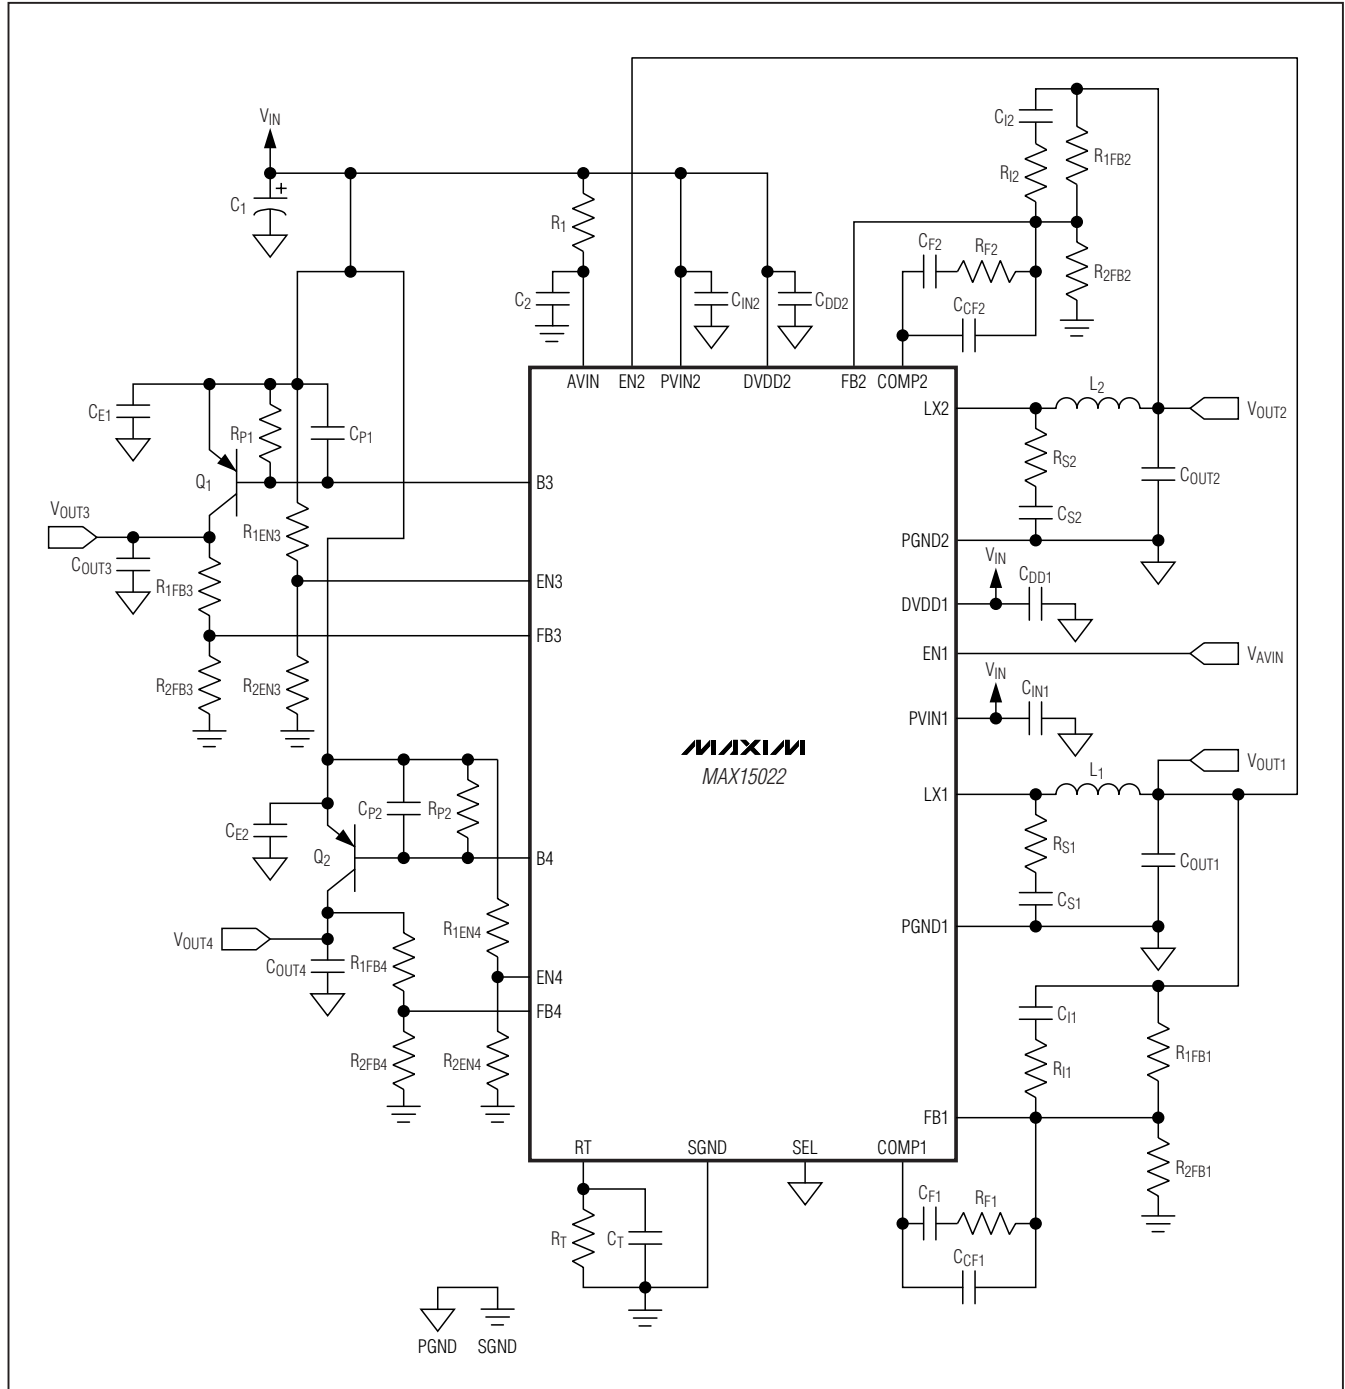 VIN
C1
+
R1
C2
CIN2
CDD2
CI2
RI2
R1FB2
CF2
RF2
CCF2
R2FB2
AVIN
EN2
PVIN2
DVDD2
FB2
COMP2
CE1
RP1
CP1
Q1
B3
LX2
L2
VOUT2
RS2
COUT2
CS2
VOUT3
COUT3
R1EN3
R1FB3
EN3
FB3
R2FB3
R2EN3
PGND2
VIN
CDD1
DVDD1
EN1
VAVIN
VIN
CIN1
PVIN1
MAXIM
MAX15022
VOUT1
LX1
L1
RS1
COUT1
CS1
PGND1
CP2
RP2
CE2
Q2
B4
VOUT4
R1EN4
COUT4
R1FB4
EN4
FB4
R2FB4
R2EN4
CI1
RI1
R1FB1
FB1
R2FB1
RT
SGND
SEL
COMP1
RT
CT
CF1
RF1
CCF1
PGND
SGND